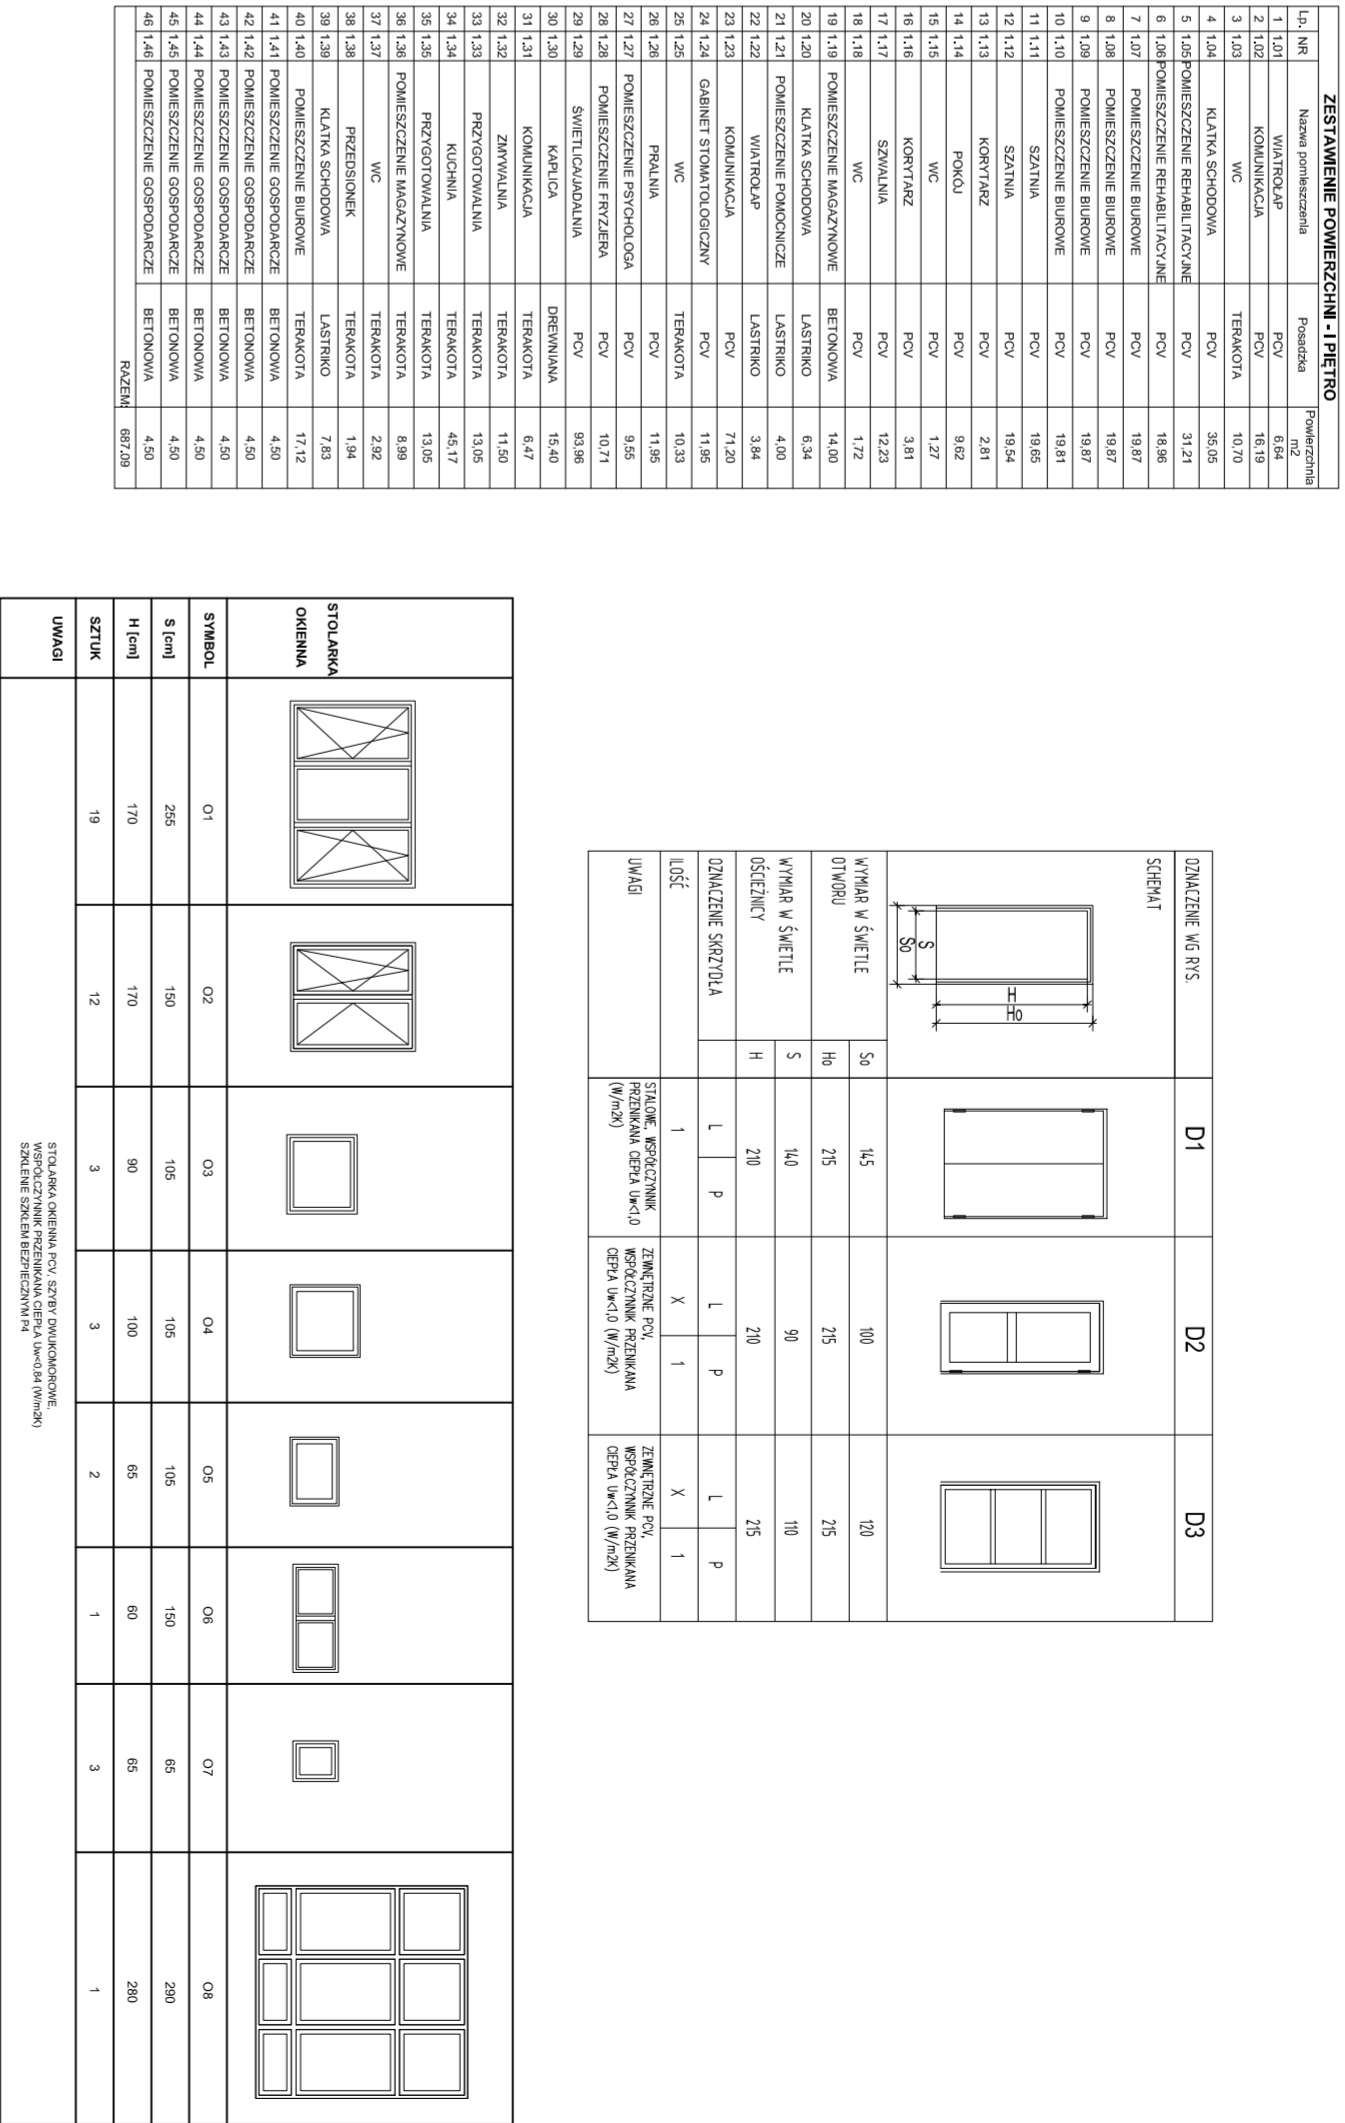 ZESTAWIENIE POWIERZCHNI - I PIĘTRO
Lp. NR Nazwa pomieszczenia Posadzka Powierzchnia m2
1 1.01 WIATROŁAP PCV 6,64
2 1.02 KOMUNIKACJA PCV 16,19
3 1.03 WC TERAKOTA 10,70
4 1.04 KLATKA SCHODOWA PCV 35,05
5 1.05 POMIESZCZENIE REHABILITACYJNE PCV 31,21
6 1.06 POMIESZCZENIE REHABILITACYJNE PCV 18,96
7 1.07 POMIESZCZENIE BIUROWE PCV 19,87
8 1.08 POMIESZCZENIE BIUROWE PCV 19,87
9 1.09 POMIESZCZENIE BIUROWE PCV 19,87
10 1.10 POMIESZCZENIE BIUROWE PCV 19,81
11 1.11 SZATNIA PCV 19,65
12 1.12 SZATNIA PCV 19,54
13 1.13 KORYTARZ PCV 2,81
14 1.14 POKÓJ PCV 9,62
15 1.15 WC PCV 1,27
16 1.16 KORYTARZ PCV 3,81
17 1.17 SZWALNIA PCV 12,23
18 1.18 WC PCV 1,72
19 1.19 POMIESZCZENIE MAGAZYNOWE BETONOWA 14,00
20 1.20 KLATKA SCHODOWA LASTRIKO 6,34
21 1.21 POMIESZCZENIE POMOCNICZE LASTRIKO 4,00
22 1.22 WIATROŁAP LASTRIKO 3,84
23 1.23 KOMUNIKACJA PCV 71,20
24 1.24 GABINET STOMATOLOGICZNY PCV 11,95
25 1.25 WC TERAKOTA 10,33
26 1.26 PRALNIA PCV 11,95
27 1.27 POMIESZCZENIE PSYCHOLOGA PCV 9,55
28 1.28 POMIESZCZENIE FRYZJERA PCV 10,71
29 1.29 ŚWIETLICA/JADALNIA PCV 93,96
30 1.30 KAPLICA DREWNIANA 15,40
31 1.31 KOMUNIKACJA TERAKOTA 6,47
32 1.32 ZMYWALNIA TERAKOTA 11,50
33 1.33 PRZYGOTOWALNIA TERAKOTA 13,05
34 1.34 KUCHNIA TERAKOTA 45,17
35 1.35 PRZYGOTOWALNIA TERAKOTA 13,05
36 1.36 POMIESZCZENIE MAGAZYNOWE TERAKOTA 8,99
37 1.37 WC TERAKOTA 2,92
38 1.38 PRZEDSIONEK TERAKOTA 1,94
39 1.39 KLATKA SCHODOWA LASTRIKO 7,83
40 1.40 POMIESZCZENIE BIUROWE TERAKOTA 17,12
41 1.41 POMIESZCZENIE GOSPODARCZE BETONOWA 4,50
42 1.42 POMIESZCZENIE GOSPODARCZE BETONOWA 4,50
43 1.43 POMIESZCZENIE GOSPODARCZE BETONOWA 4,50
44 1.44 POMIESZCZENIE GOSPODARCZE BETONOWA 4,50
45 1.45 POMIESZCZENIE GOSPODARCZE BETONOWA 4,50
46 1.46 POMIESZCZENIE GOSPODARCZE BETONOWA 4,50
RAZEM: 687.09
OZNACZENIE WG RYS. D1 D2 D3
SCHEMAT
S
So
H
Ho
WYMIAR W ŚWIETLE OTWORU
So 145 100 120
Ho 215 215 215
WYMIAR W ŚWIETLE OŚCIEŻNICY
S 140 90 110
H 210 210 215
OZNACZENIE SKRZYDŁA L P L P L P
ILOŚĆ 1 X 1 X 1
UWAGI
STALOWE, WSPÓŁCZYNNIK
PRZENIKANA CIEPŁA Uw<1,0
(W/m2K)
ZEWNĘTRZNE PCV,
WSPÓŁCZYNNIK PRZENIKANA
CIEPŁA Uw<1,0 (W/m2K)
ZEWNĘTRZNE PCV,
WSPÓŁCZYNNIK PRZENIKANA
CIEPŁA Uw<1,0 (W/m2K)
STOLARKA
OKIENNA
SYMBOL O1 O2 O3 O4 O5 O6 O7 O8
S [cm] 255 150 105 105 105 150 65 290
H [cm] 170 170 90 100 65 60 65 280
SZTUK 19 12 3 3 2 1 3 1
UWAGI
STOLARKA OKIENNA PCV, SZYBY DWUKOMOROWE,
WSPÓŁCZYNNIK PRZENIKANA CIEPŁA Uw<0,84 (W/m2K)
SZKLENIE SZKŁEM BEZPIECZNYM P4